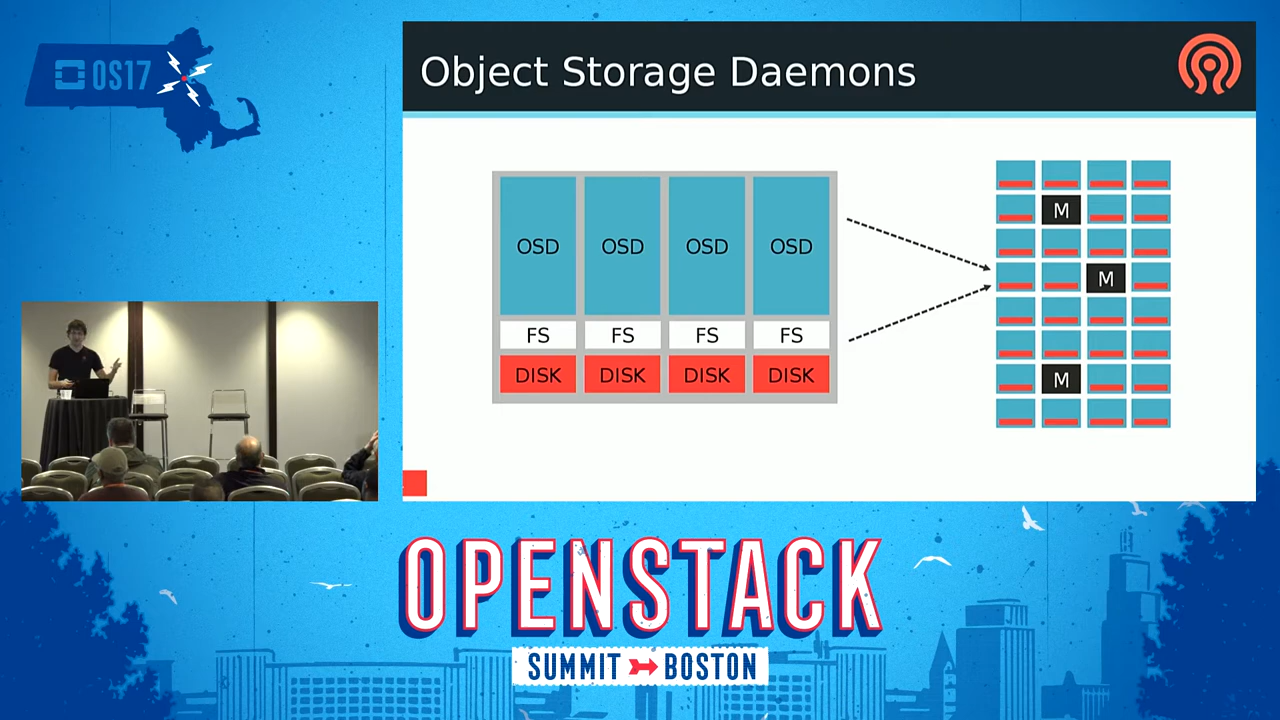 OS17
Object Storage Daemons
OSD OSD OSD OSD
FS FS FS FS
DISK DISK DISK DISK
M
M
M
OPENSTACK
SUMMIT BOSTON